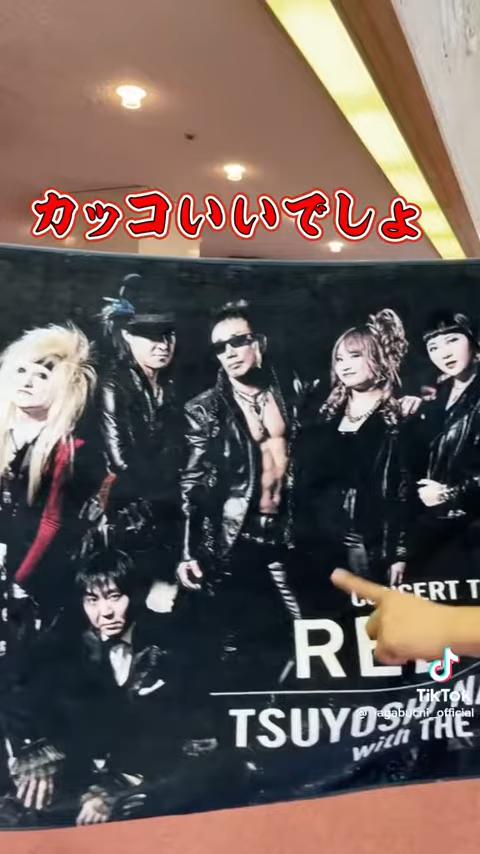 カッコいいでしょ
CONCERT T
RE
TSUYOSHI NA
with THE
TikTok
@nagabuchi_official